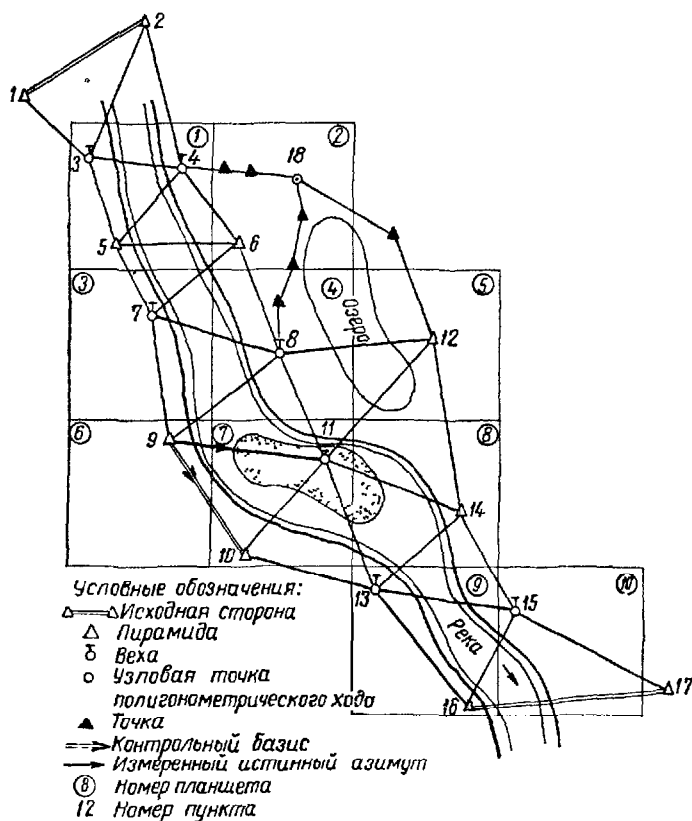 2
1
①
②
3
4
18
5
6
③
④
⑤
7
8
озеро
12
⑥
9
⑦
11
⑧
14
10
Условные обозначения:
Исходная сторона
Пирамида
Веха
Узловая точка
полигонометрического хода
Точка
Контрольный базис
Измеренный истинный азимут
⑧ Номер планшета
12 Номер пункта
13
⑨
15
⑩
Река
16
17